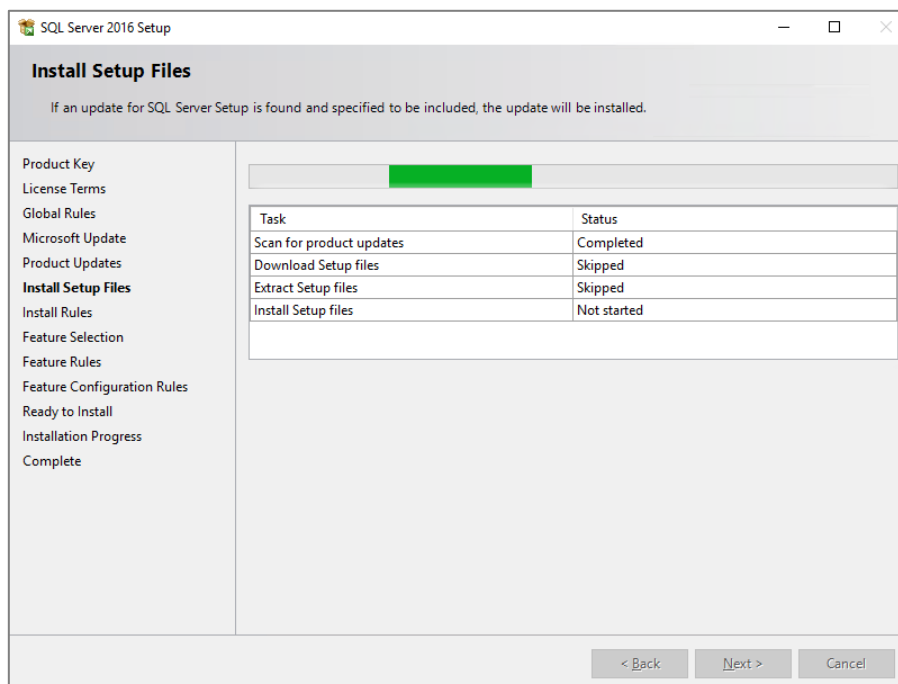 SQL Server 2016 Setup
Install Setup Files
If an update for SQL Server Setup is found and specified to be included, the update will be installed.
Product Key
License Terms
Global Rules
Microsoft Update
Product Updates
Install Setup Files
Install Rules
Feature Selection
Feature Rules
Feature Configuration Rules
Ready to Install
Installation Progress
Complete
Task Status
Scan for product updates Completed
Download Setup files Skipped
Extract Setup files Skipped
Install Setup files Not started
< Back Next > Cancel